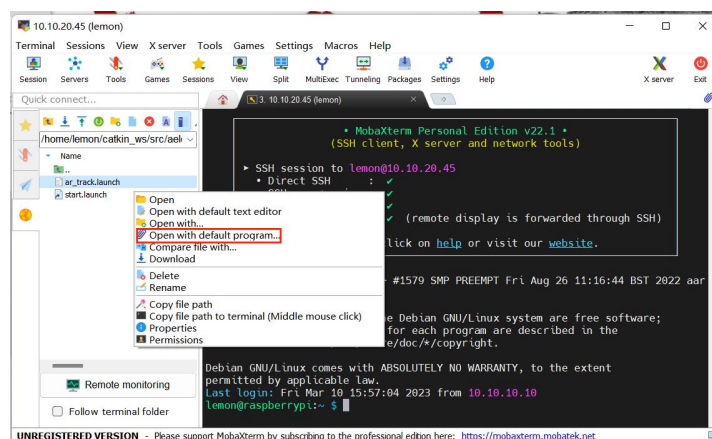 10.10.20.45 (lemon)
Terminal Sessions View X server Tools Games Settings Macros Help
Session Servers Tools Games Sessions View Split MultiExec Tunneling Packages Settings Help X server Exit
Quick connect...
3. 10.10.20.45 (lemon)
/home/lemon/catkin_ws/src/ael
Name
..
ar_track.launch
start.launch
Open
Open with default text editor
Open with...
Open with default program...
Compare file with...
Download
Delete
Rename
Copy file path
Copy file path to terminal (Middle mouse click)
Properties
Permissions
• MobaXterm Personal Edition v22.1 •
(SSH client, X server and network tools)
► SSH session to lemon@10.10.20.45
• Direct SSH : ✔
✔
✔
✔ (remote display is forwarded through SSH)
lick on help or visit our website.
#1579 SMP PREEMPT Fri Aug 26 11:16:44 BST 2022 aar
e Debian GNU/Linux system are free software;
for each program are described in the
e/doc/*/copyright.
Debian GNU/Linux comes with ABSOLUTELY NO WARRANTY, to the extent
permitted by applicable law.
Last login: Fri Mar 10 15:57:04 2023 from 10.10.10.10
lemon@raspberrypi:~ $
Remote monitoring
Follow terminal folder
UNREGISTERED VERSION - Please support MobaXterm by subscribing to the professional edition here: https://mobaxterm.mobatek.net